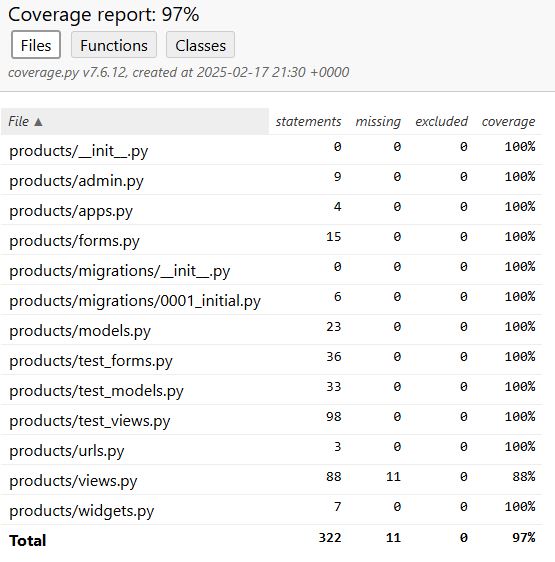 Coverage report: 97%
Files Functions Classes
coverage.py v7.6.12, created at 2025-02-17 21:30 +0000
File ▲ statements missing excluded coverage
products/__init__.py 0 0 0 100%
products/admin.py 9 0 0 100%
products/apps.py 4 0 0 100%
products/forms.py 15 0 0 100%
products/migrations/__init__.py 0 0 0 100%
products/migrations/0001_initial.py 6 0 0 100%
products/models.py 23 0 0 100%
products/test_forms.py 36 0 0 100%
products/test_models.py 33 0 0 100%
products/test_views.py 98 0 0 100%
products/urls.py 3 0 0 100%
products/views.py 88 11 0 88%
products/widgets.py 7 0 0 100%
Total 322 11 0 97%